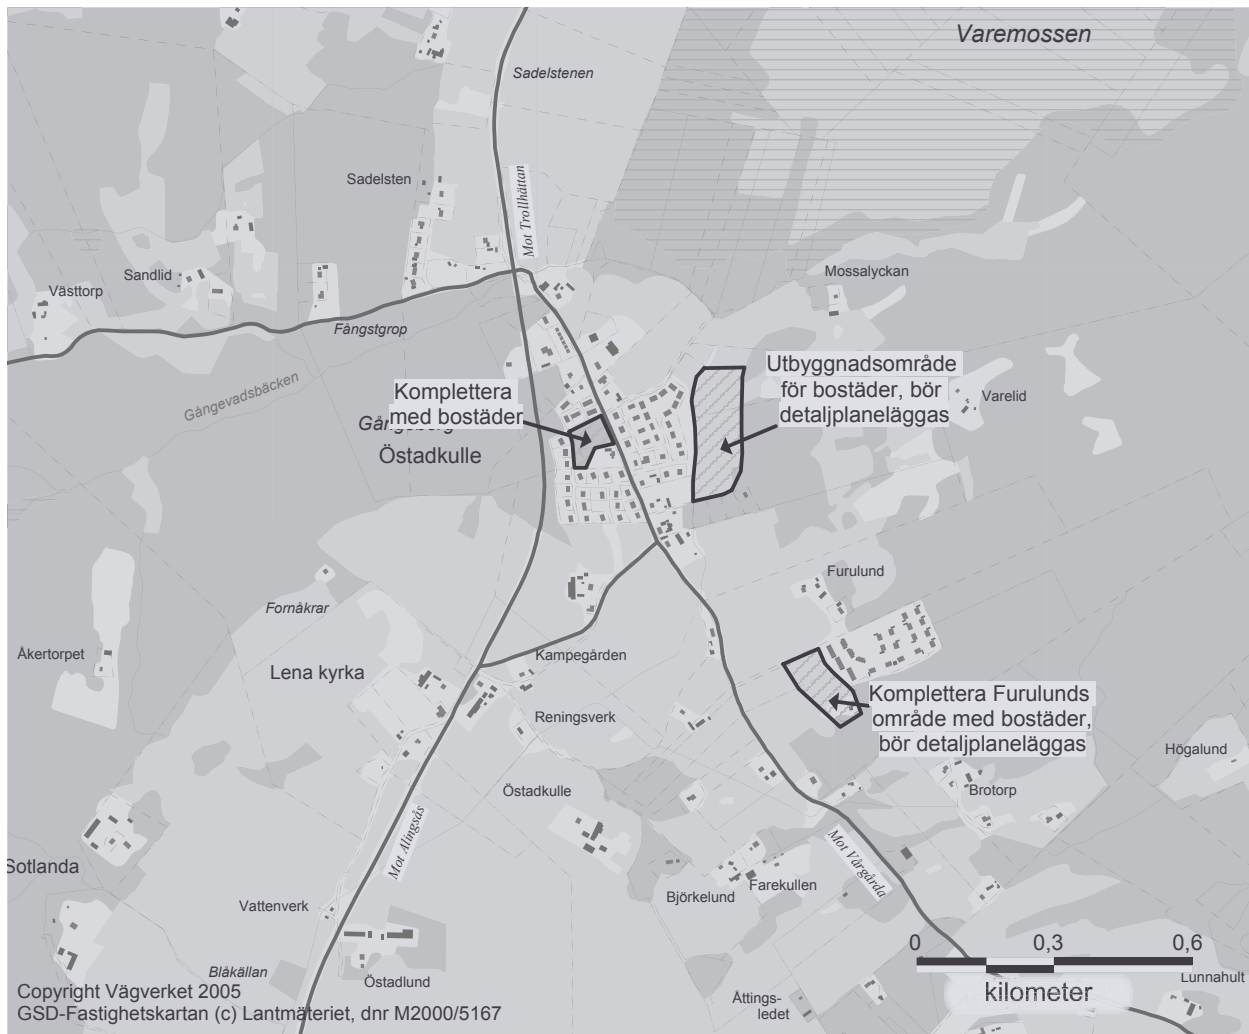 Varemossen
Sadelstenen
Sadelsten
Mot Trollhättan
Sandlid
Mossalyckan
Västtorp
Fångstgrop
Gångevadsbäcken
Komplettera
med bostäder
Utbyggnadsområde
för bostäder, bör
detaljplaneläggas
Varelid
Östadkulle
Furulund
Fornåkrar
Åkertorpet
Lena kyrka
Kampegården
Komplettera Furulunds
område med bostäder,
bör detaljplaneläggas
Reningsverk
Högalund
Östadkulle
Brotorp
Mot Alingsås
Mot Vårgårda
Sotlanda
Björkelund
Farekullen
Vattenverk
0 0,3 0,6
kilometer
Blåkällan
Östadlund
Lunnahult
Åttings-
ledet
Copyright Vägverket 2005
GSD-Fastighetskartan (c) Lantmäteriet, dnr M2000/5167